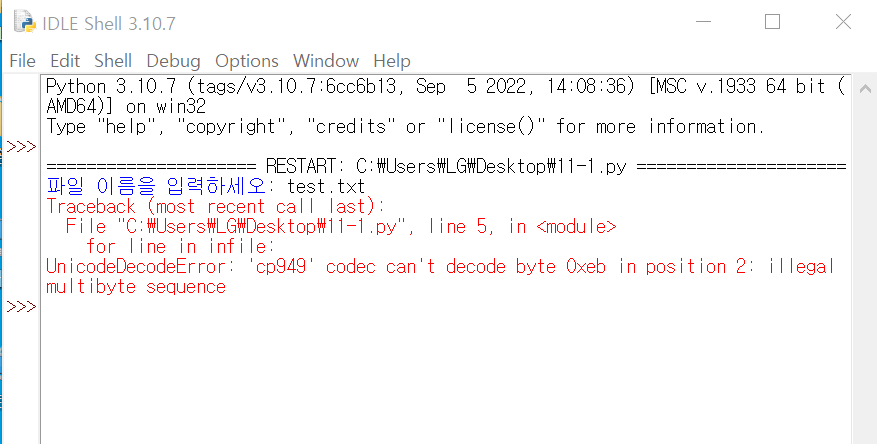 IDLE Shell 3.10.7
File Edit Shell Debug Options Window Help
Python 3.10.7 (tags/v3.10.7:6cc6b13, Sep  5 2022, 14:08:36) [MSC v.1933 64 bit (
AMD64)] on win32
Type "help", "copyright", "credits" or "license()" for more information.
>>>
===================== RESTART: C:₩Users₩LG₩Desktop₩11-1.py =====================
파일 이름을 입력하세오: test.txt
Traceback (most recent call last):
  File "C:₩Users₩LG₩Desktop₩11-1.py", line 5, in <module>
    for line in infile:
UnicodeDecodeError: 'cp949' codec can't decode byte 0xeb in position 2: illegal
multibyte sequence
>>>